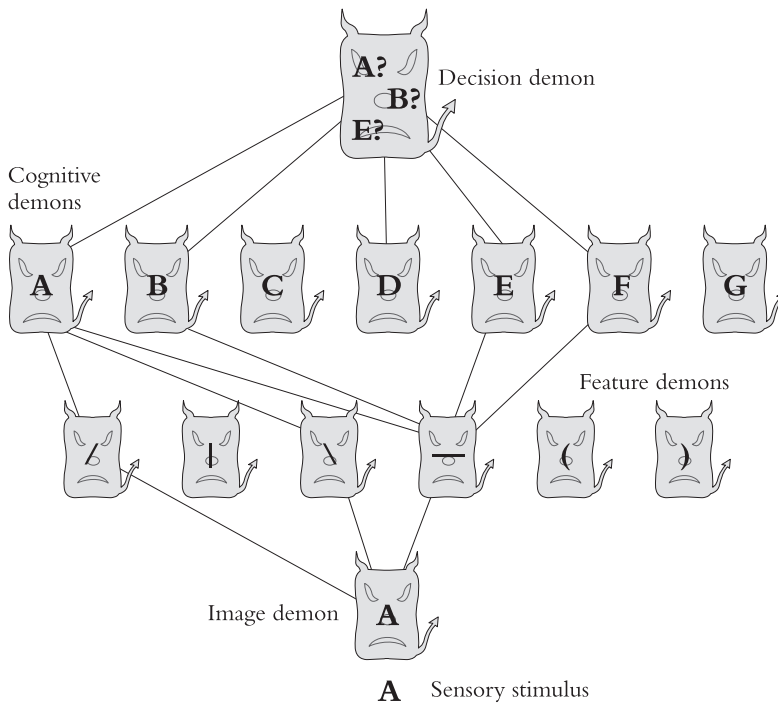 A?
B?
E?
Decision demon
Cognitive
demons
A B C D E F G
Feature demons
/ | \ — ( )
A
Image demon
A Sensory stimulus